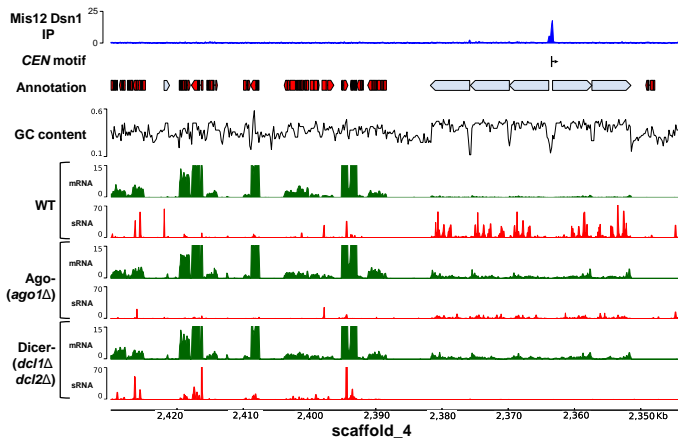 Mis12 Dsn1
IP
25
0
CEN motif
Annotation
GC content
0.6
0.1
WT
mRNA
15
0
sRNA
70
0
Ago-
(ago1Δ)
mRNA
15
0
sRNA
70
0
Dicer-
(dcl1Δ
dcl2Δ)
mRNA
15
0
sRNA
70
0
2,420 2,410 2,400 2,390 2,380 2,370 2,360 2,350Kb
scaffold_4